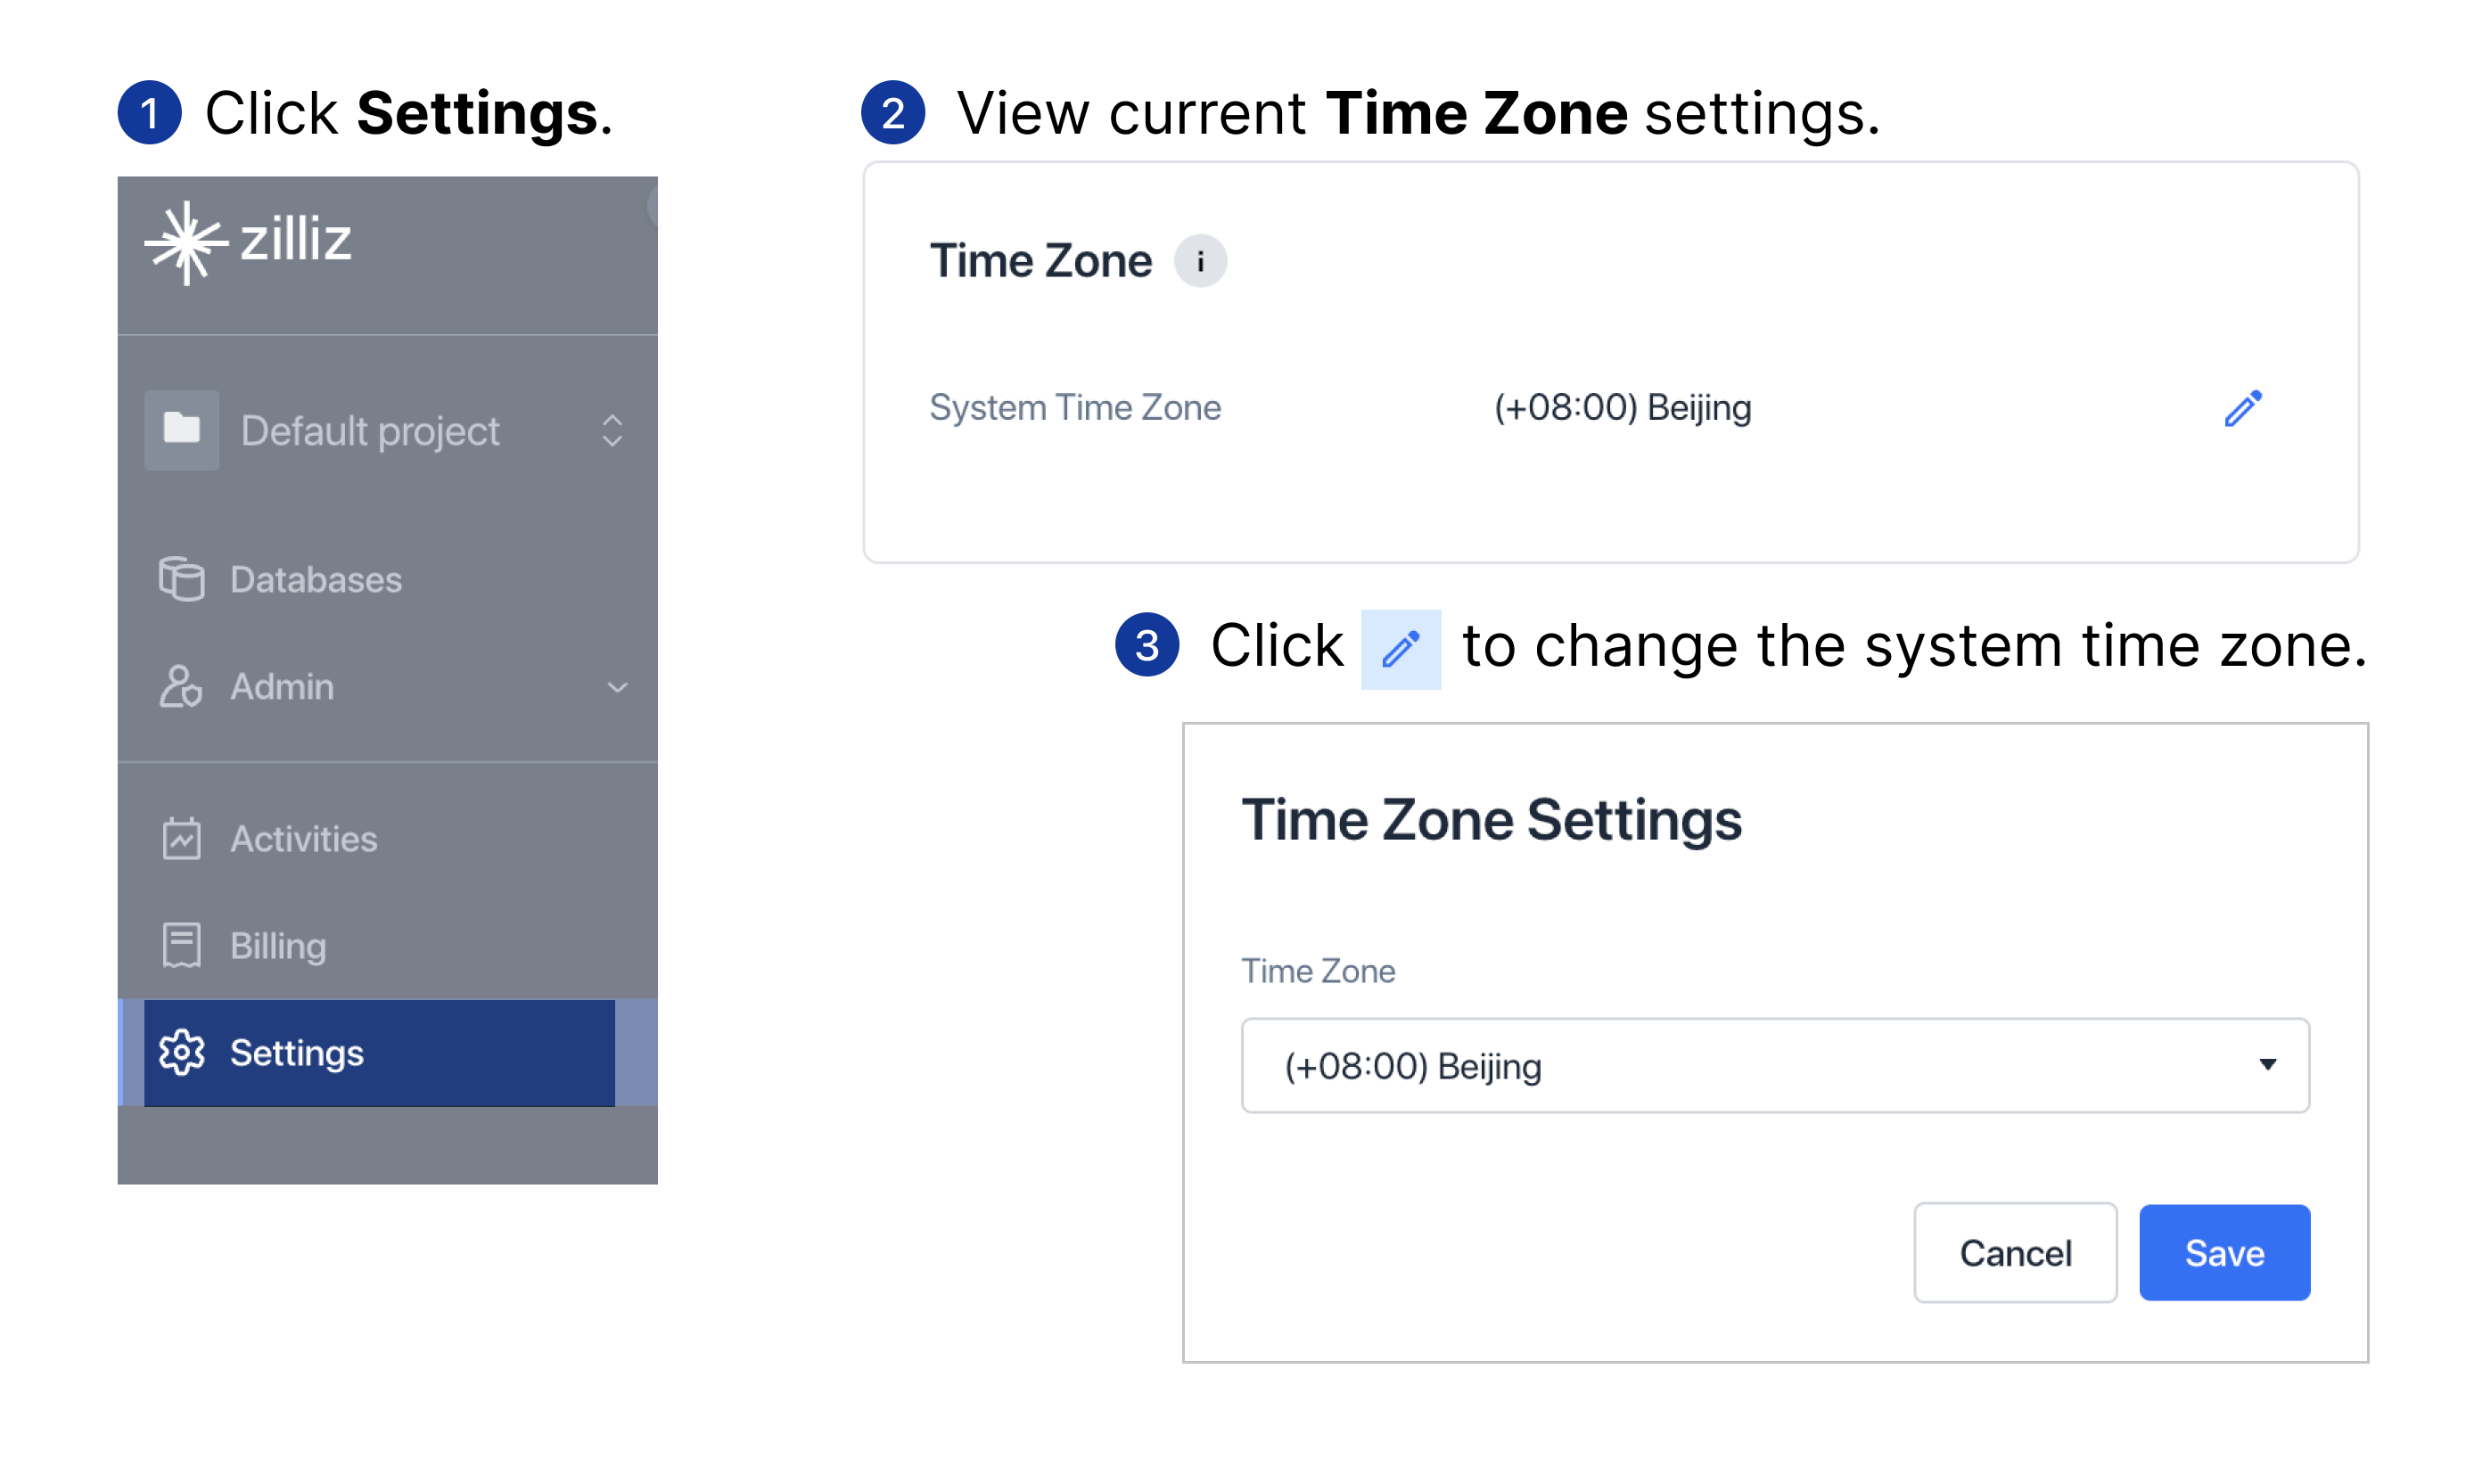 1 Click Settings.
zilliz
Default project
Databases
Admin
Activities
Billing
Settings
2 View current Time Zone settings.
Time Zone i
System Time Zone (+08:00) Beijing
3 Click to change the system time zone.
Time Zone Settings
Time Zone
(+08:00) Beijing
Cancel Save